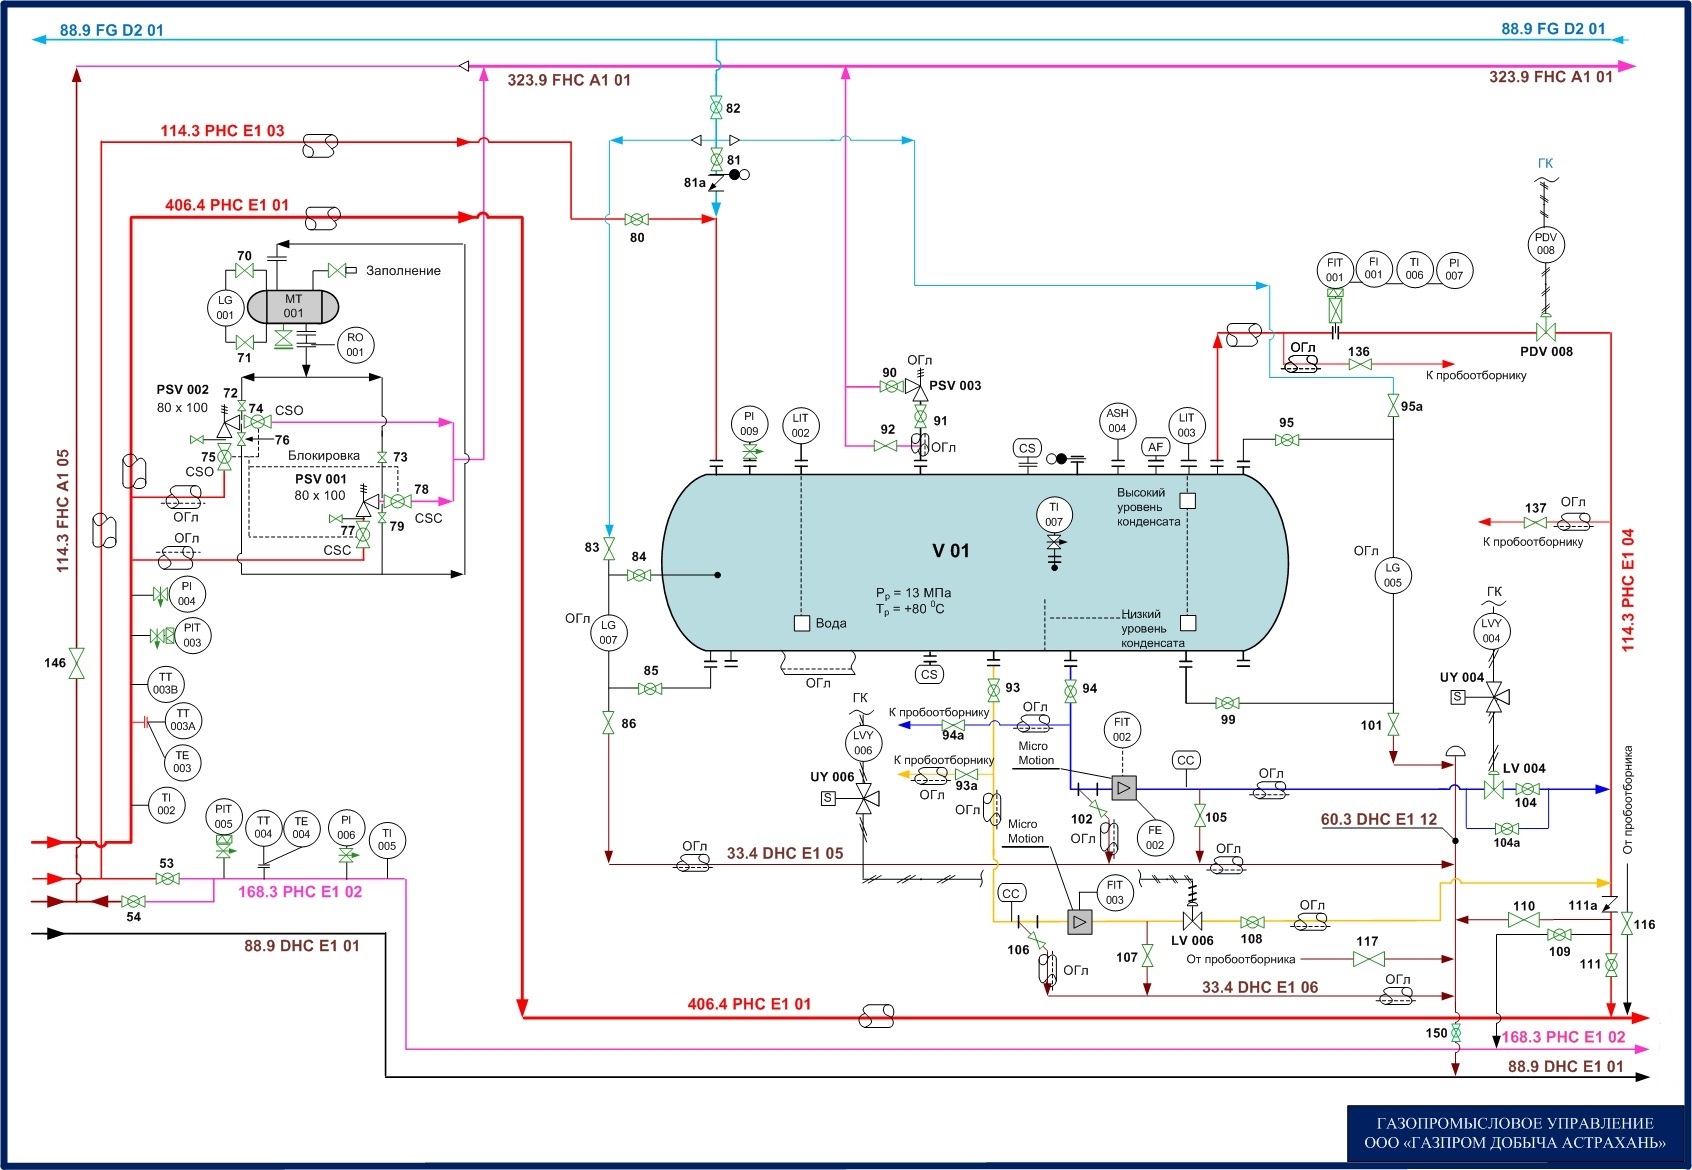 88.9 FG D2 01
88.9 FG D2 01
323.9 FHC A1 01
323.9 FHC A1 01
82
114.3 PHC E1 03
81
81a
ГК
406.4 PHC E1 01
80
PDV
008
70
Заполнение
FIT
001
FI
001
TI
006
PI
007
LG
001
MT
001
RO
001
71
ОГл
136
PDV 008
К пробоотборнику
ОГл
90
PSV 003
PSV 002
72
80 x 100
74
CSO
91
95a
PI
009
LIT
002
ASH
004
LIT
003
95
76
92
ОГл
CS
AF
75
Блокировка
73
CSO
PSV 001
80 x 100
78
CSC
ОГл
77
79
CSC
ОГл
114.3 FHC A1 05
Высокий
уровень
конденсата
TI
007
137
ОГл
К пробоотборнику
83
84
V 01
ОГл
LG
005
114.3 PHC E1 04
PI
004
Pр = 13 МПа
Tр = +80 ⁰C
ГК
ОГл
LG
007
Вода
Низкий
уровень
конденсата
PIT
003
LVY
004
146
85
ОГл
CS
93
94
UY 004
S
TT
003B
TT
003A
TE
003
TI
002
86
ГК
К пробоотборнику
94a
ОГл
99
101
FIT
002
LVY
006
Micro
Motion
К пробоотборнику
93a
ОГл
CC
UY 006
S
ОГл
ОГл
LV 004
104
104a
От пробоотборника
PIT
005
TT
004
TE
004
PI
006
TI
005
Micro
Motion
102
ОГл
FE
002
105
60.3 DHC E1 12
53
168.3 PHC E1 02
54
ОГл
33.4 DHC E1 05
ОГл
CC
FIT
003
88.9 DHC E1 01
106
ОГл
107
LV 006
108
ОГл
110
111a
109
116
От пробоотборника
117
111
33.4 DHC E1 06
ОГл
406.4 PHC E1 01
150
168.3 PHC E1 02
88.9 DHC E1 01
ГАЗОПРОМЫСЛОВОЕ УПРАВЛЕНИЕ
ООО «ГАЗПРОМ ДОБЫЧА АСТРАХАНЬ»